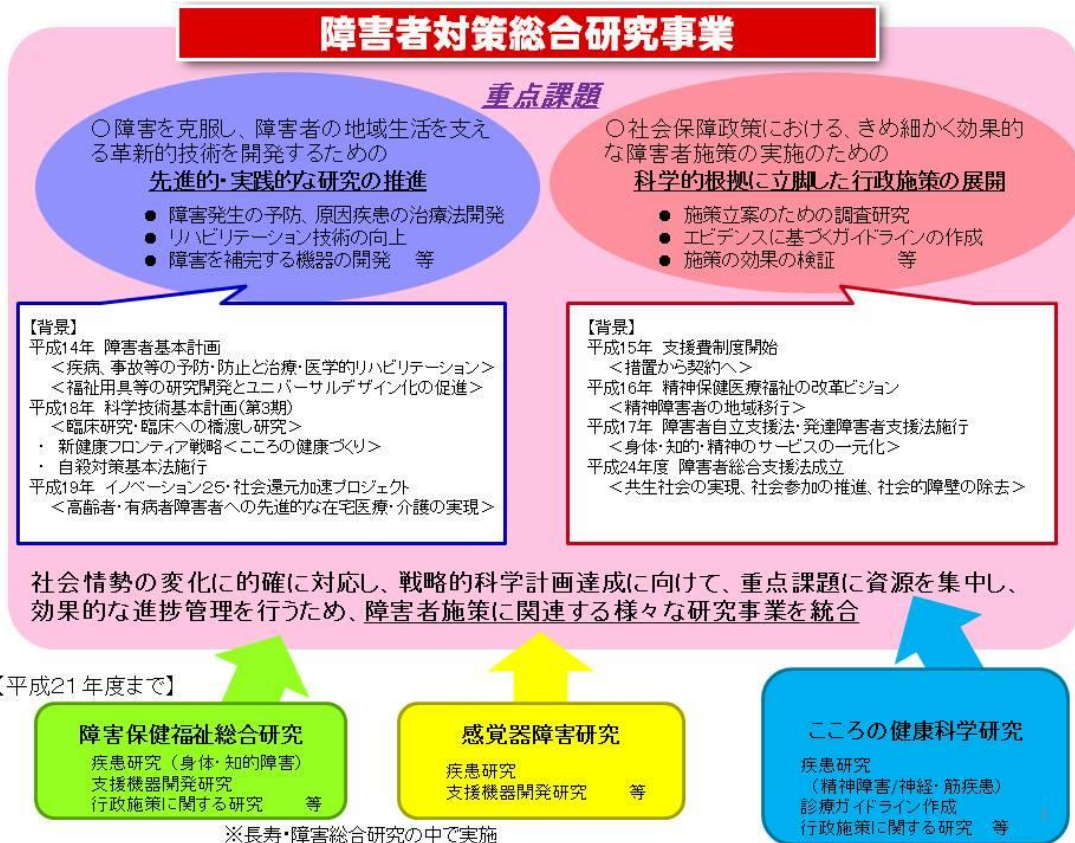 障害者対策総合研究事業
重点課題
○障害を克服し、障害者の地域生活を支え
る革新的技術を開発するための
先進的・実践的な研究の推進
● 障害発生の予防、原因疾患の治療法開発
● リハビリテーション技術の向上
● 障害を補完する機器の開発 等
○社会保障政策における、きめ細かく効果的
な障害者施策の実施のための
科学的根拠に立脚した行政施策の展開
● 施策立案のための調査研究
● エビデンスに基づくガイドラインの作成
● 施策の効果の検証 等
【背景】
平成14年 障害者基本計画
＜疾病、事故等の予防・防止と治療・医学的リハビリテーション＞
＜福祉用具等の研究開発とユニバーサルデザイン化の促進＞
平成18年 科学技術基本計画(第3期)
＜臨床研究・臨床への橋渡し研究＞
・ 新健康フロンティア戦略＜こころの健康づくり＞
・ 自殺対策基本法施行
平成19年 イノベーション25・社会還元加速プロジェクト
＜高齢者・有病者障害者への先進的な在宅医療・介護の実現＞
【背景】
平成15年 支援費制度開始
＜措置から契約へ＞
平成16年 精神保健医療福祉の改革ビジョン
＜精神障害者の地域移行＞
平成17年 障害者自立支援法・発達障害者支援法施行
＜身体・知的・精神のサービスの一元化＞
平成24年度 障害者総合支援法成立
＜共生社会の実現、社会参加の推進、社会的障壁の除去＞
社会情勢の変化に的確に対応し、戦略的科学計画達成に向けて、重点課題に資源を集中し、
効果的な進捗管理を行うため、障害者施策に関連する様々な研究事業を統合
【平成21年度まで】
障害保健福祉総合研究
疾患研究（身体・知的障害）
支援機器開発研究
行政施策に関する研究 等
※長寿・障害総合研究の中で実施
感覚器障害研究
疾患研究
支援機器開発研究 等
こころの健康科学研究
疾患研究
（精神障害/神経・筋疾患）
診療ガイドライン作成
行政施策に関する研究 等